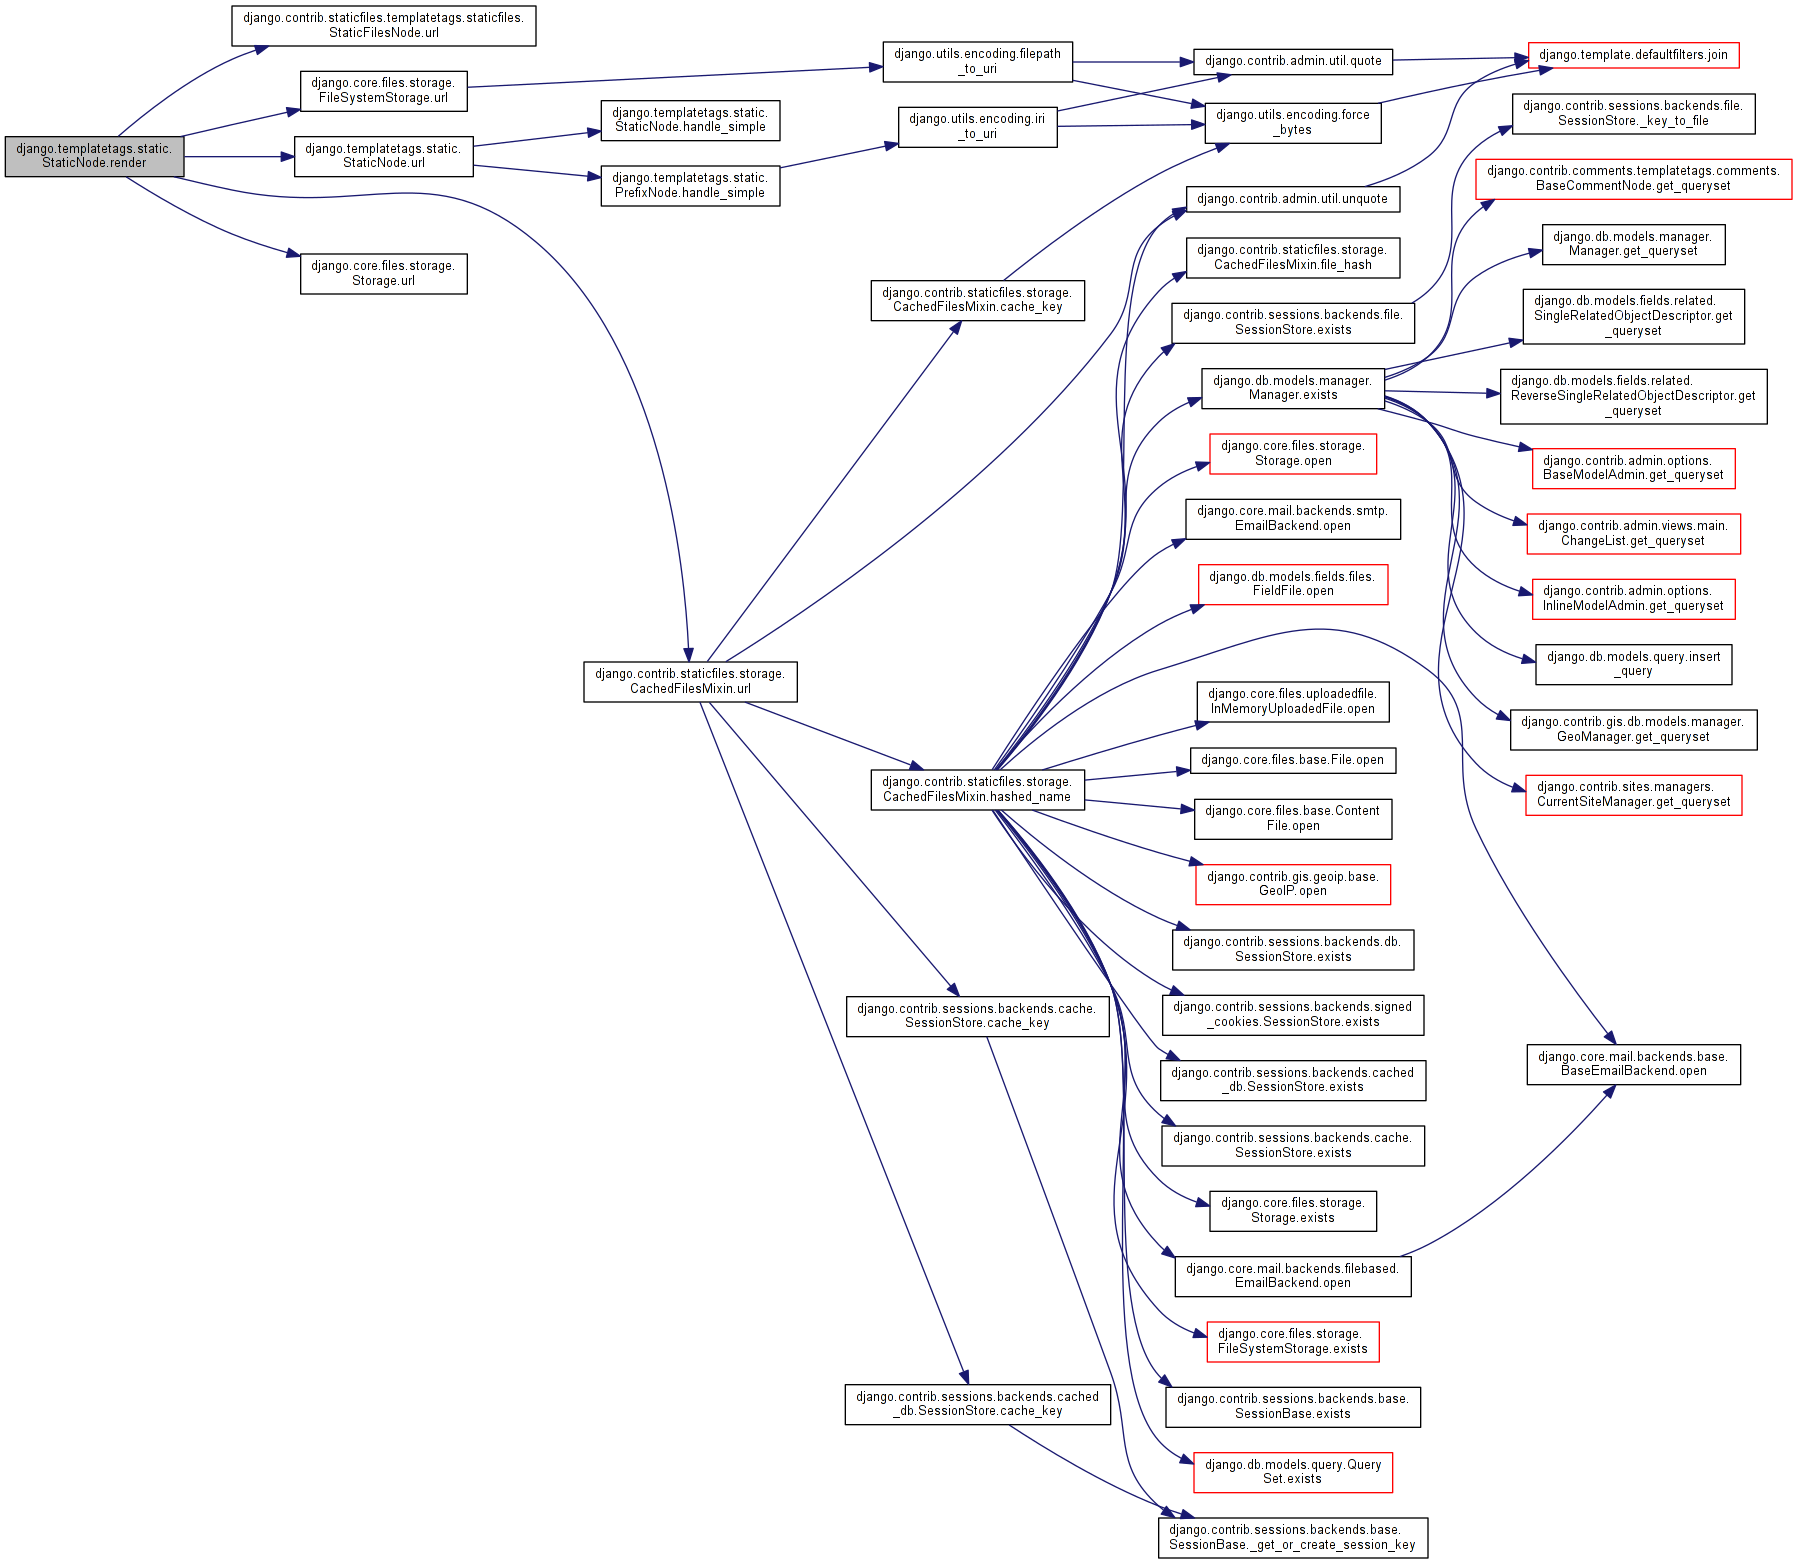 django.contrib.staticfiles.templatetags.staticfiles.
StaticFilesNode.url
django.core.files.storage.
FileSystemStorage.url
django.templatetags.static.
StaticNode.render
django.templatetags.static.
StaticNode.url
django.core.files.storage.
Storage.url
django.templatetags.static.
StaticNode.handle_simple
django.templatetags.static.
PrefixNode.handle_simple
django.contrib.staticfiles.storage.
CachedFilesMixin.url
django.utils.encoding.filepath
_to_uri
django.utils.encoding.iri
_to_uri
django.contrib.staticfiles.storage.
CachedFilesMixin.cache_key
django.contrib.staticfiles.storage.
CachedFilesMixin.hashed_name
django.contrib.sessions.backends.cache.
SessionStore.cache_key
django.contrib.sessions.backends.cached
_db.SessionStore.cache_key
django.contrib.admin.util.quote
django.utils.encoding.force
_bytes
django.contrib.admin.util.unquote
django.contrib.staticfiles.storage.
CachedFilesMixin.file_hash
django.contrib.sessions.backends.file.
SessionStore.exists
django.db.models.manager.
Manager.exists
django.core.files.storage.
Storage.open
django.core.mail.backends.smtp.
EmailBackend.open
django.db.models.fields.files.
FieldFile.open
django.core.files.uploadedfile.
InMemoryUploadedFile.open
django.core.files.base.File.open
django.core.files.base.Content
File.open
django.contrib.gis.geoip.base.
GeoIP.open
django.contrib.sessions.backends.db.
SessionStore.exists
django.contrib.sessions.backends.signed
_cookies.SessionStore.exists
django.contrib.sessions.backends.cached
_db.SessionStore.exists
django.contrib.sessions.backends.cache.
SessionStore.exists
django.core.files.storage.
Storage.exists
django.core.mail.backends.filebased.
EmailBackend.open
django.core.files.storage.
FileSystemStorage.exists
django.contrib.sessions.backends.base.
SessionBase.exists
django.db.models.query.Query
Set.exists
django.contrib.sessions.backends.base.
SessionBase._get_or_create_session_key
django.template.defaultfilters.join
django.contrib.sessions.backends.file.
SessionStore._key_to_file
django.contrib.comments.templatetags.comments.
BaseCommentNode.get_queryset
django.db.models.manager.
Manager.get_queryset
django.db.models.fields.related.
SingleRelatedObjectDescriptor.get
_queryset
django.db.models.fields.related.
ReverseSingleRelatedObjectDescriptor.get
_queryset
django.contrib.admin.options.
BaseModelAdmin.get_queryset
django.contrib.admin.views.main.
ChangeList.get_queryset
django.contrib.admin.options.
InlineModelAdmin.get_queryset
django.db.models.query.insert
_query
django.contrib.gis.db.models.manager.
GeoManager.get_queryset
django.contrib.sites.managers.
CurrentSiteManager.get_queryset
django.core.mail.backends.base.
BaseEmailBackend.open